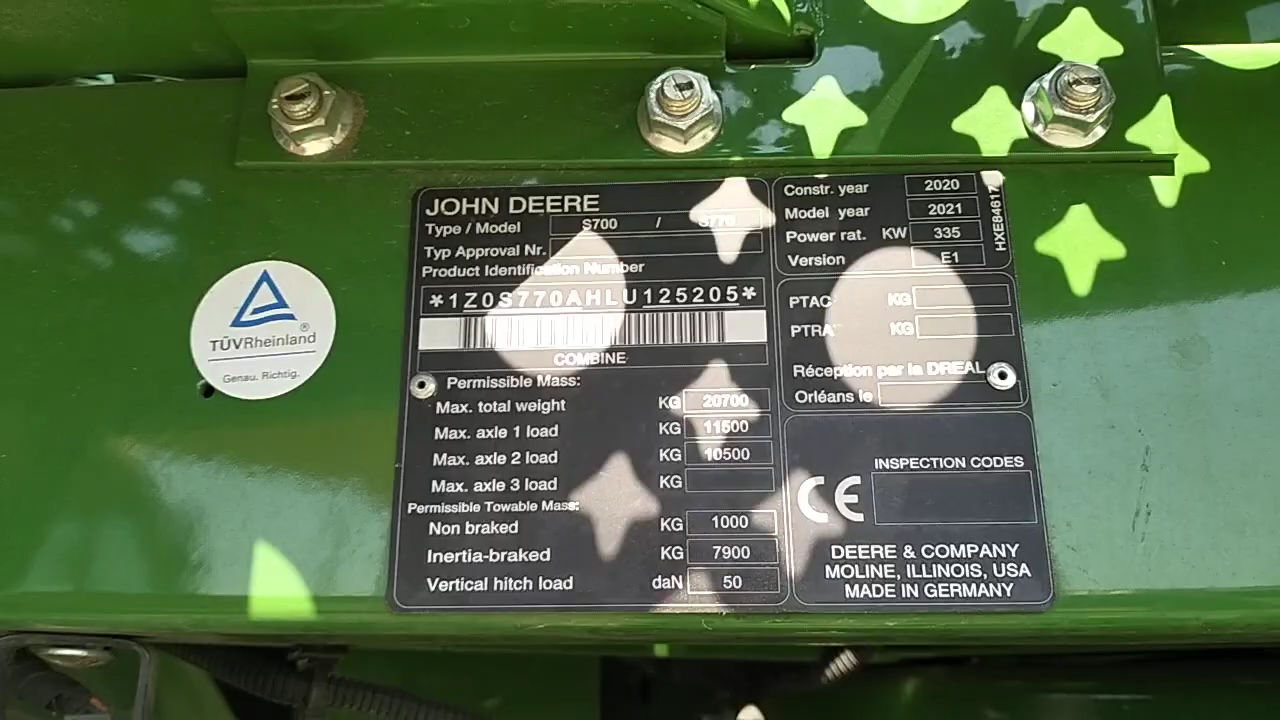 TÜVRheinland®
Genau. Richtig.
JOHN DEERE
Type / Model S700 / S770
Typ Approval Nr.
Product Identification Number
*1Z0S770AHLU125205*
COMBINE
Permissible Mass:
Max. total weight KG 20700
Max. axle 1 load KG 11500
Max. axle 2 load KG 10500
Max. axle 3 load KG
Permissible Towable Mass:
Non braked KG 1000
Inertia-braked KG 7900
Vertical hitch load daN 50
Constr. year 2020
Model year 2021
Power rat. KW 335
Version E1
HXE84617
PTAC KG
PTRA KG
Réception par la DREAL
Orléans le
INSPECTION CODES
CE
DEERE & COMPANY
MOLINE, ILLINOIS, USA
MADE IN GERMANY